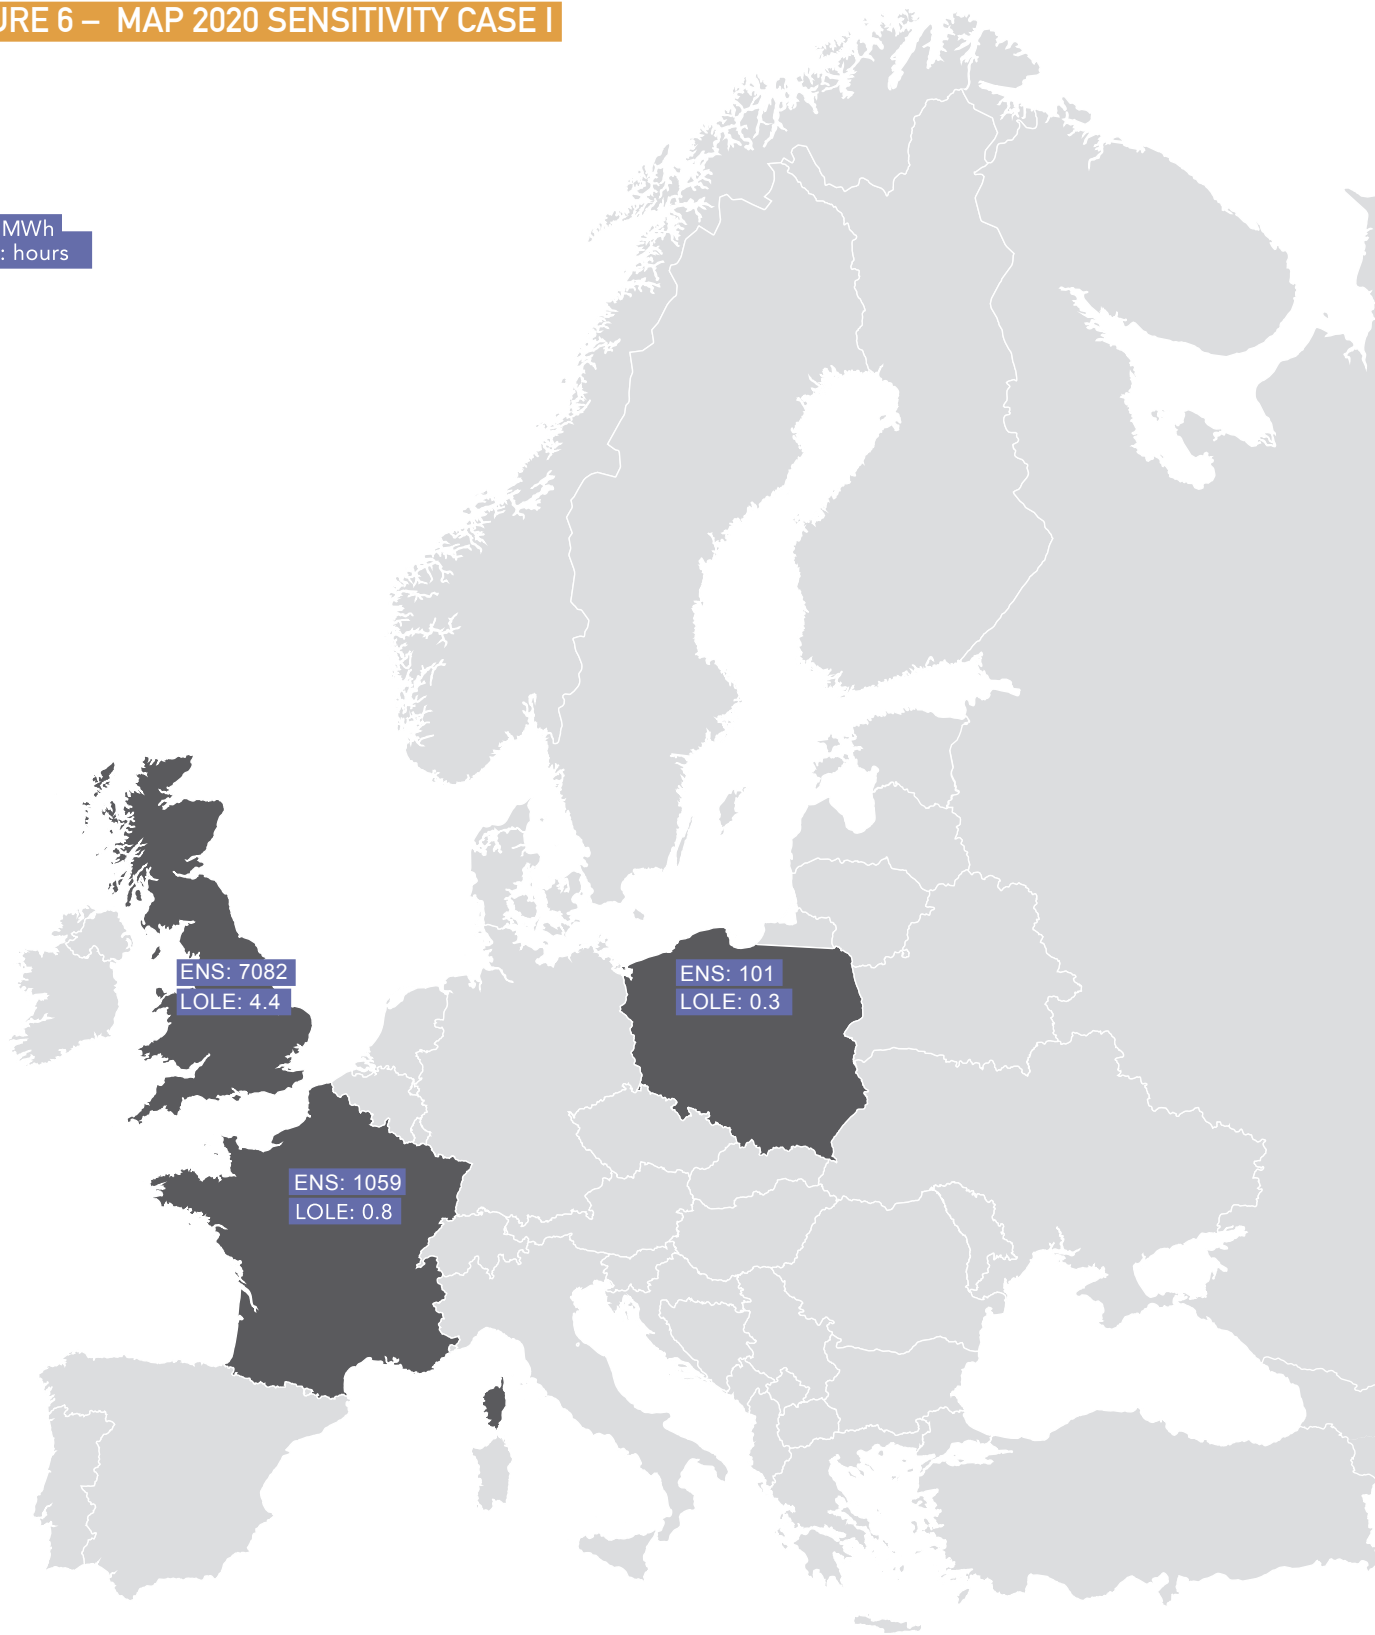 URE 6 – MAP 2020 SENSITIVITY CASE I
MWh
: hours
ENS: 7082
LOLE: 4.4
ENS: 101
LOLE: 0.3
ENS: 1059
LOLE: 0.8